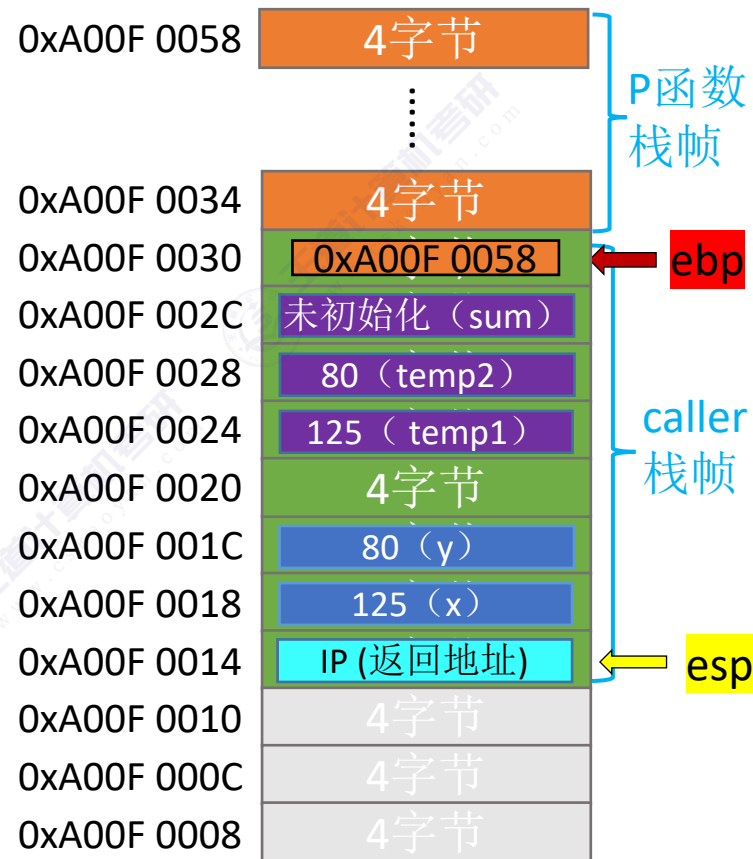 0xA00F 0058 4字节
P函数
栈帧
......
0xA00F 0034 4字节
0xA00F 0030 0xA00F 0058 ebp
0xA00F 002C 未初始化（sum）
0xA00F 0028 80（temp2）
0xA00F 0024 125（ temp1）
caller
栈帧
0xA00F 0020 4字节
0xA00F 001C 80（y）
0xA00F 0018 125（x）
0xA00F 0014 IP (返回地址) esp
0xA00F 0010 4字节
0xA00F 000C 4字节
0xA00F 0008 4字节